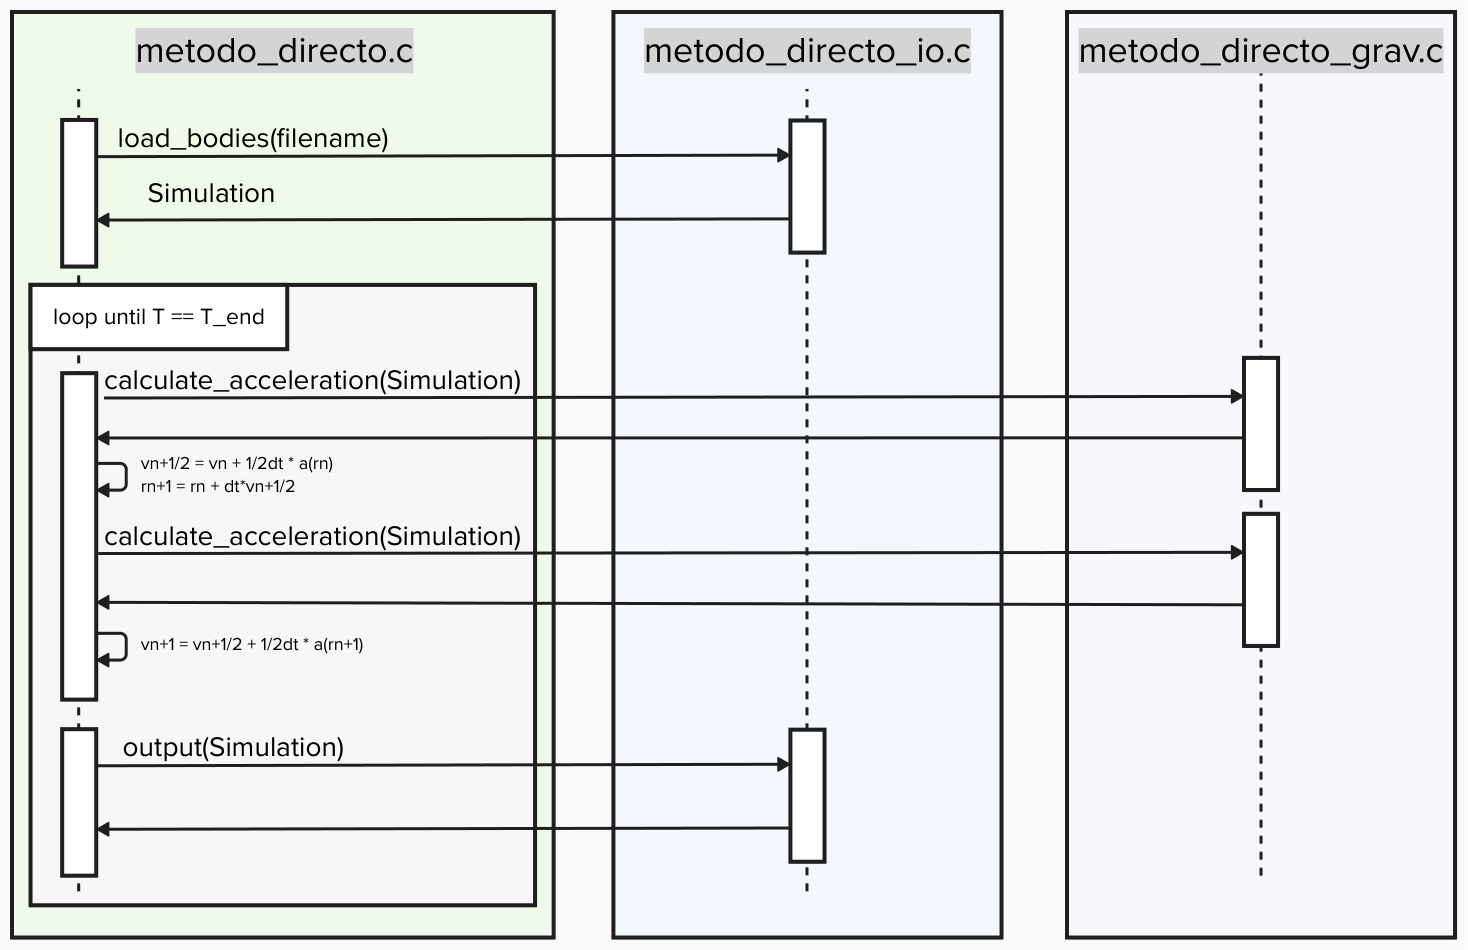 metodo_directo.c
metodo_directo_io.c
metodo_directo_grav.c
load_bodies(filename)
Simulation
loop until T == T_end
calculate_acceleration(Simulation)
vn+1/2 = vn + 1/2dt * a(rn)
rn+1 = rn + dt*vn+1/2
calculate_acceleration(Simulation)
vn+1 = vn+1/2 + 1/2dt * a(rn+1)
output(Simulation)